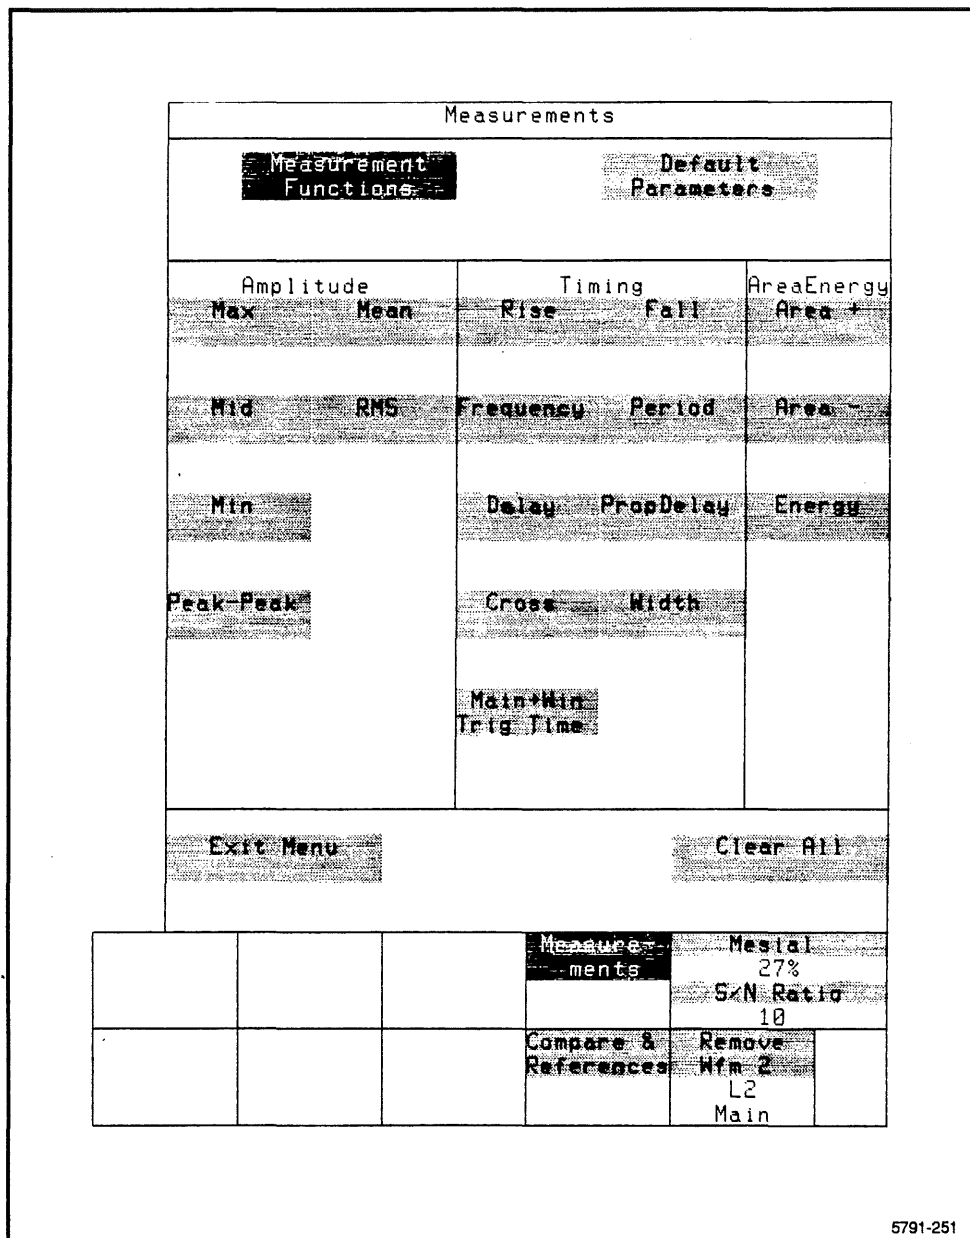 Measurements
Measurement Functions
Default Parameters
Amplitude
Timing
AreaEnergy
Max Mean Rise Fall Area +
Mid RMS Frequency Period Area -
Min Delay PropDelay Energy
Peak-Peak Cross Width
Main→Win
Trig Time
Exit Menu Clear All
Measure-
ments
Mesial
27%
S/N Ratio
10
Compare &
References
Remove
Wfm 2
L2
Main
5791-251